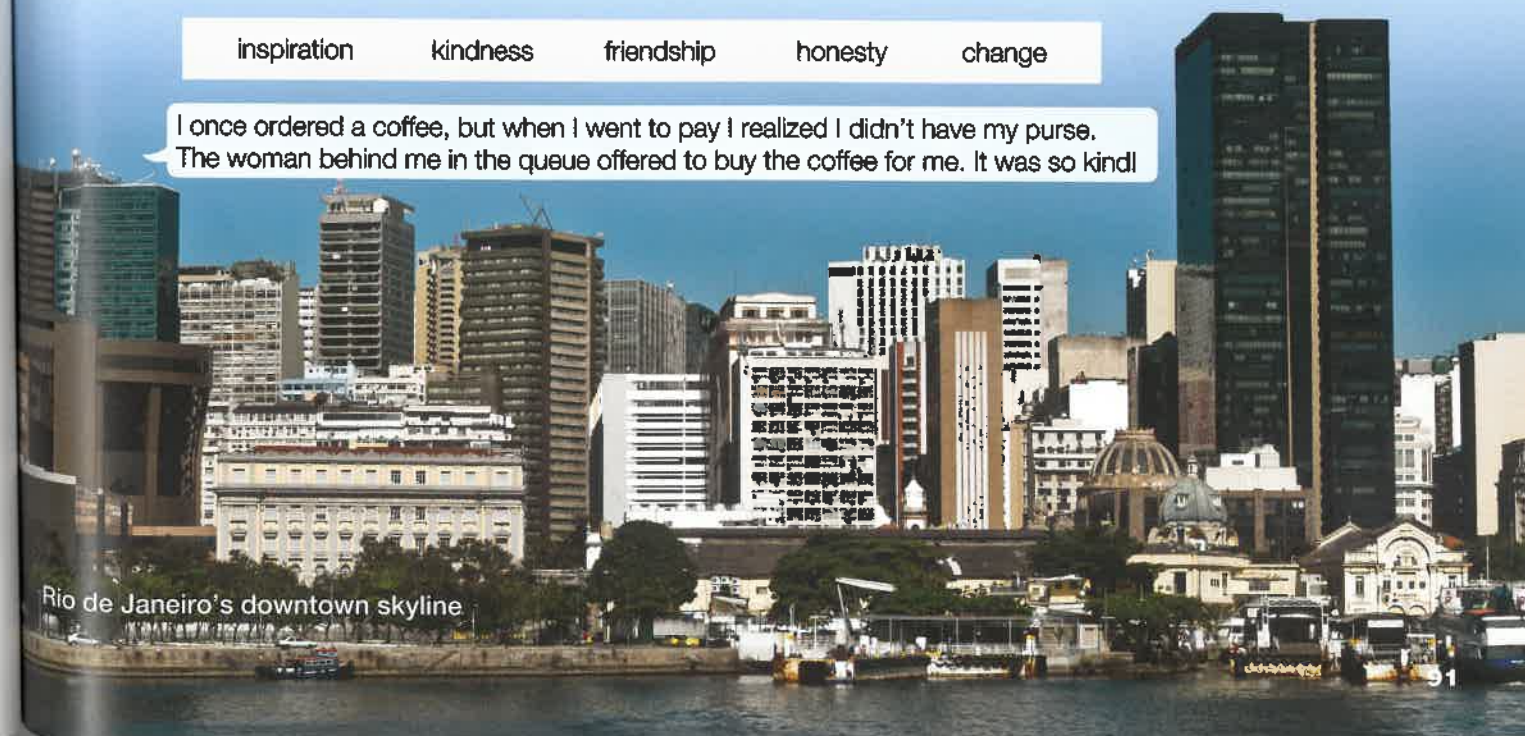 inspiration kindness friendship honesty change
I once ordered a coffee, but when I went to pay I realized I didn't have my purse.
The woman behind me in the queue offered to buy the coffee for me. It was so kind!
Rio de Janeiro's downtown skyline
91